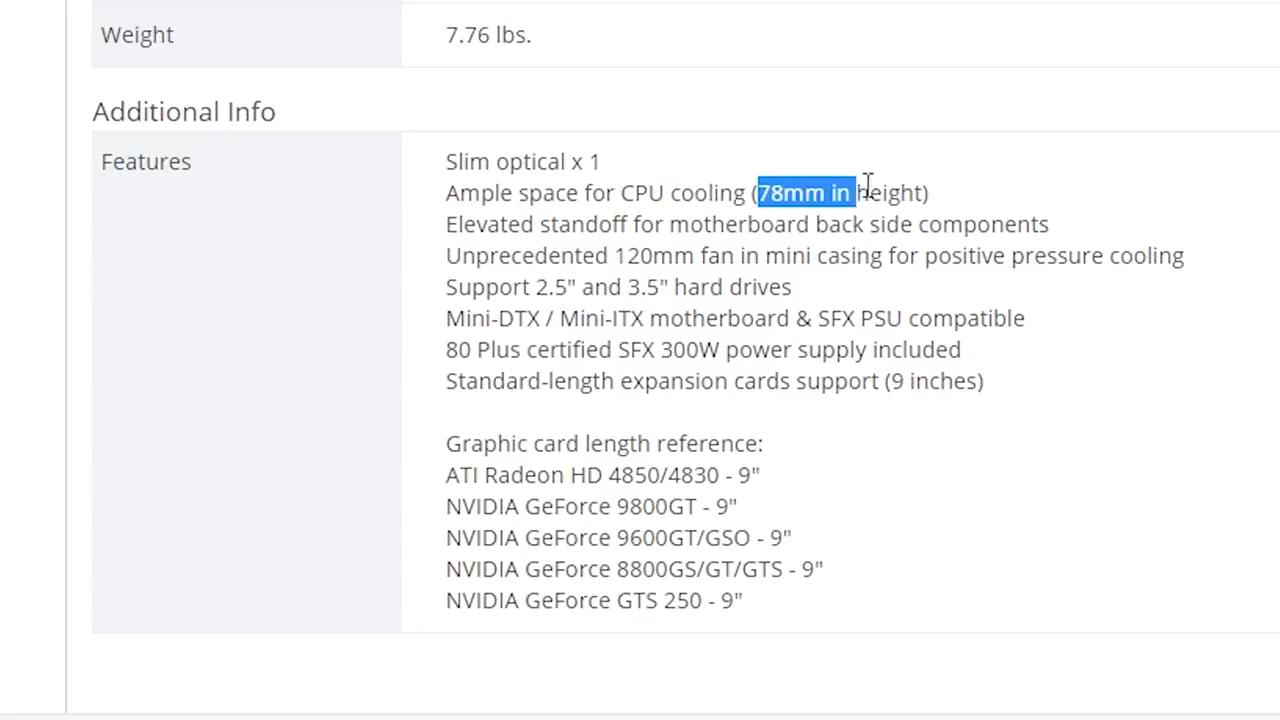 Weight
7.76 lbs.
Additional Info
Features
Slim optical x 1
Ample space for CPU cooling (78mm in height)
Elevated standoff for motherboard back side components
Unprecedented 120mm fan in mini casing for positive pressure cooling
Support 2.5" and 3.5" hard drives
Mini-DTX / Mini-ITX motherboard & SFX PSU compatible
80 Plus certified SFX 300W power supply included
Standard-length expansion cards support (9 inches)
Graphic card length reference:
ATI Radeon HD 4850/4830 - 9"
NVIDIA GeForce 9800GT - 9"
NVIDIA GeForce 9600GT/GSO - 9"
NVIDIA GeForce 8800GS/GT/GTS - 9"
NVIDIA GeForce GTS 250 - 9"